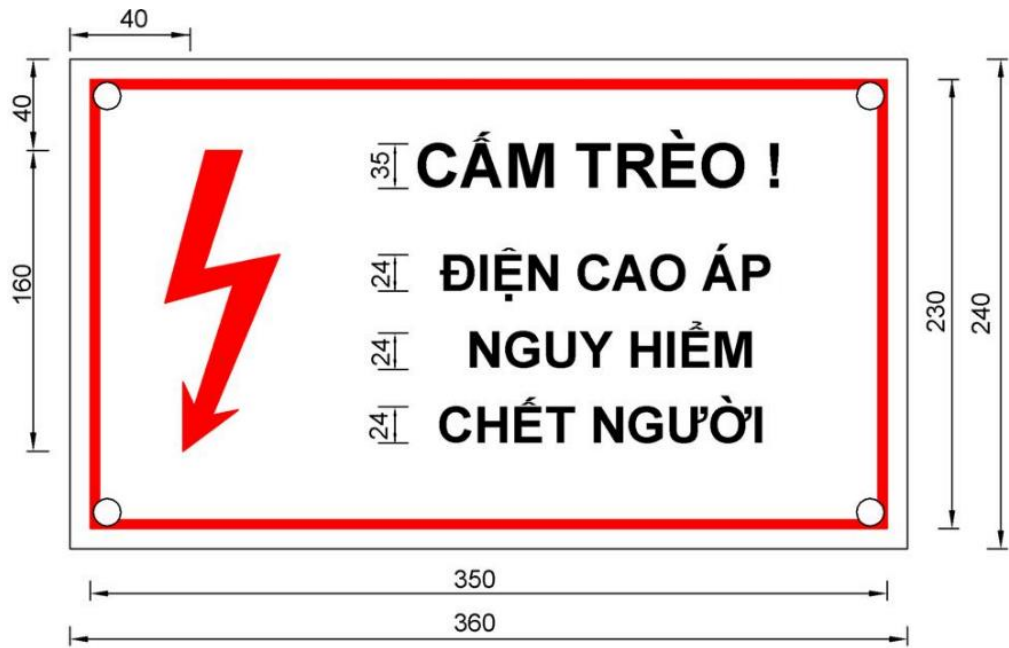 40
40
35 CẤM TRÈO !
160
24 ĐIỆN CAO ÁP
230
240
24 NGUY HIỂM
24 CHẾT NGƯỜI
350
360